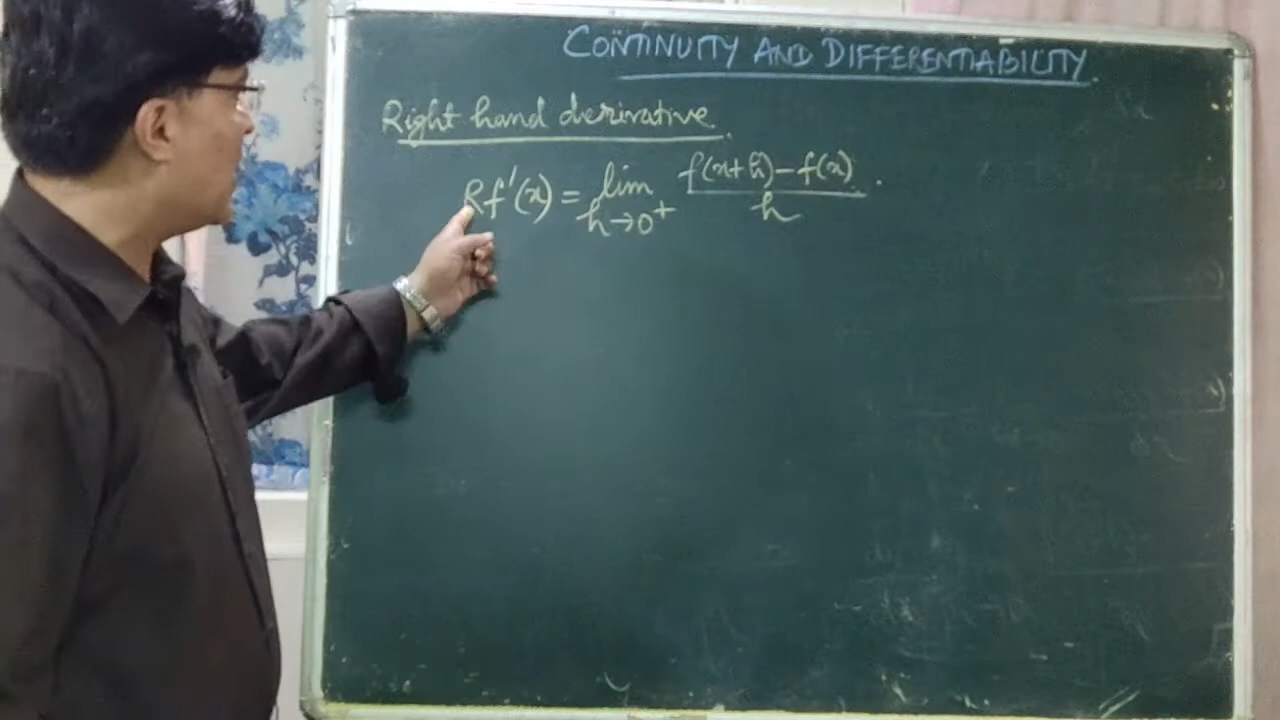 CONTINUITY AND DIFFERENTIABILITY.
Right hand derivative.
Rf'(x) = lim h→0⁺ f(x+h)-f(x) / h .